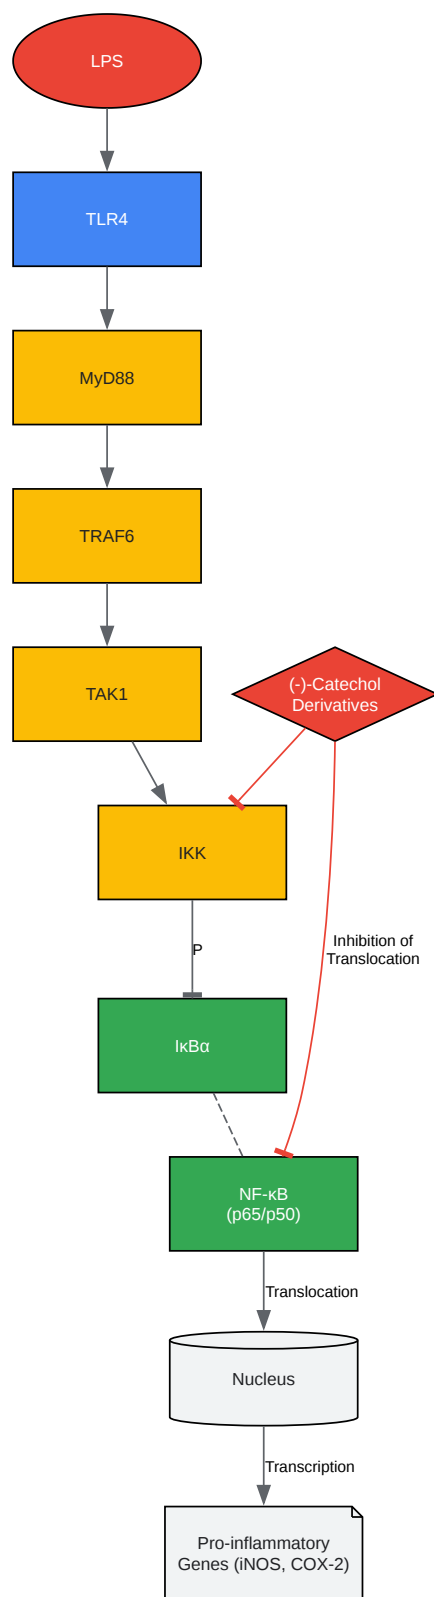 LPS
TLR4
MyD88
TRAF6
TAK1
(-)-Catechol
Derivatives
IKK
P
Inhibition of
Translocation
IκBα
NF-κB
(p65/p50)
Translocation
Nucleus
Transcription
Pro-inflammatory
Genes (iNOS, COX-2)